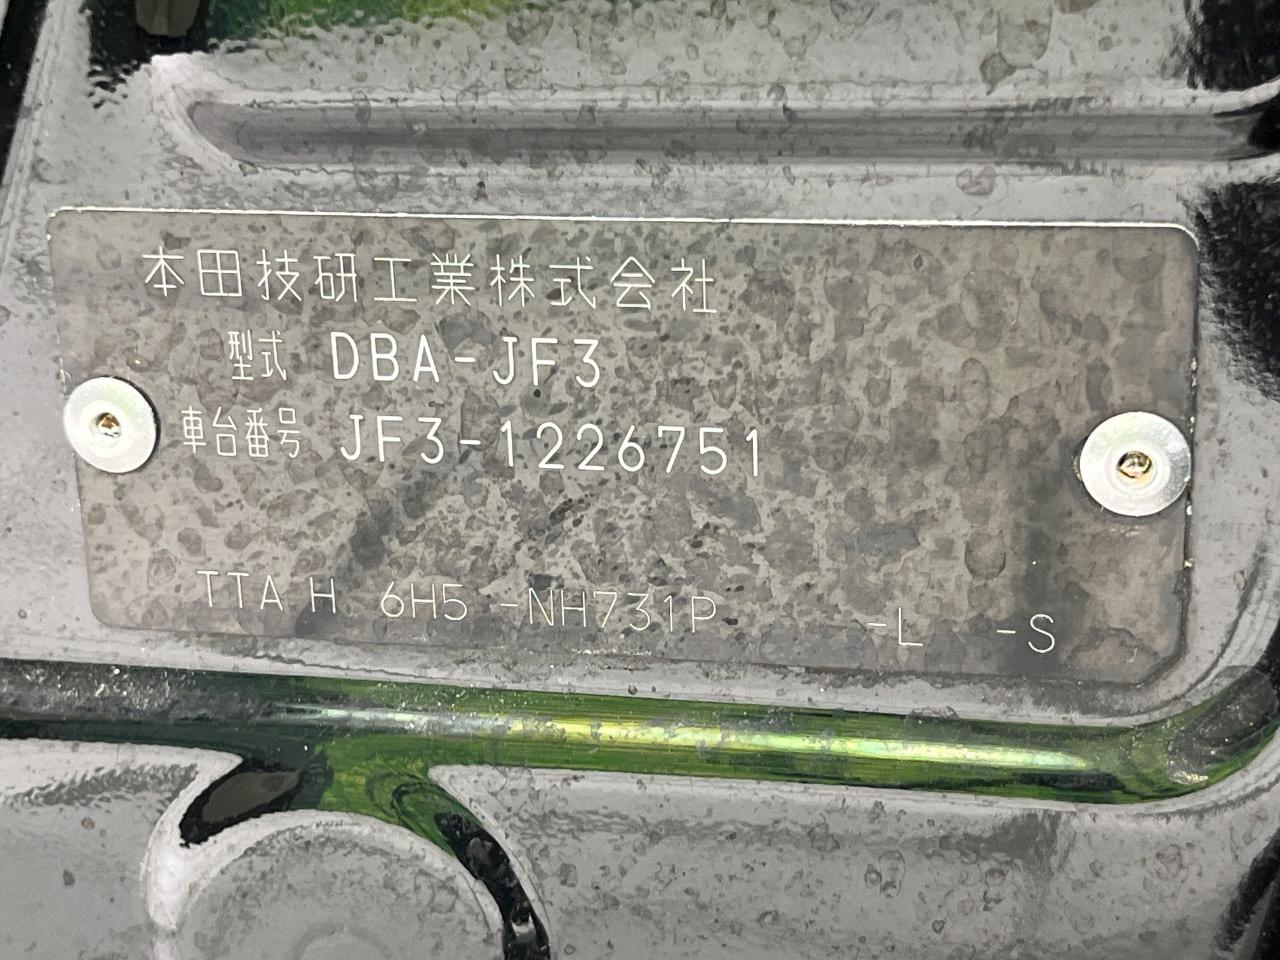 本田技研工業株式会社
型式 DBA-JF3
車台番号 JF3-1226751
TTA H 6H5 -NH731P -L -S